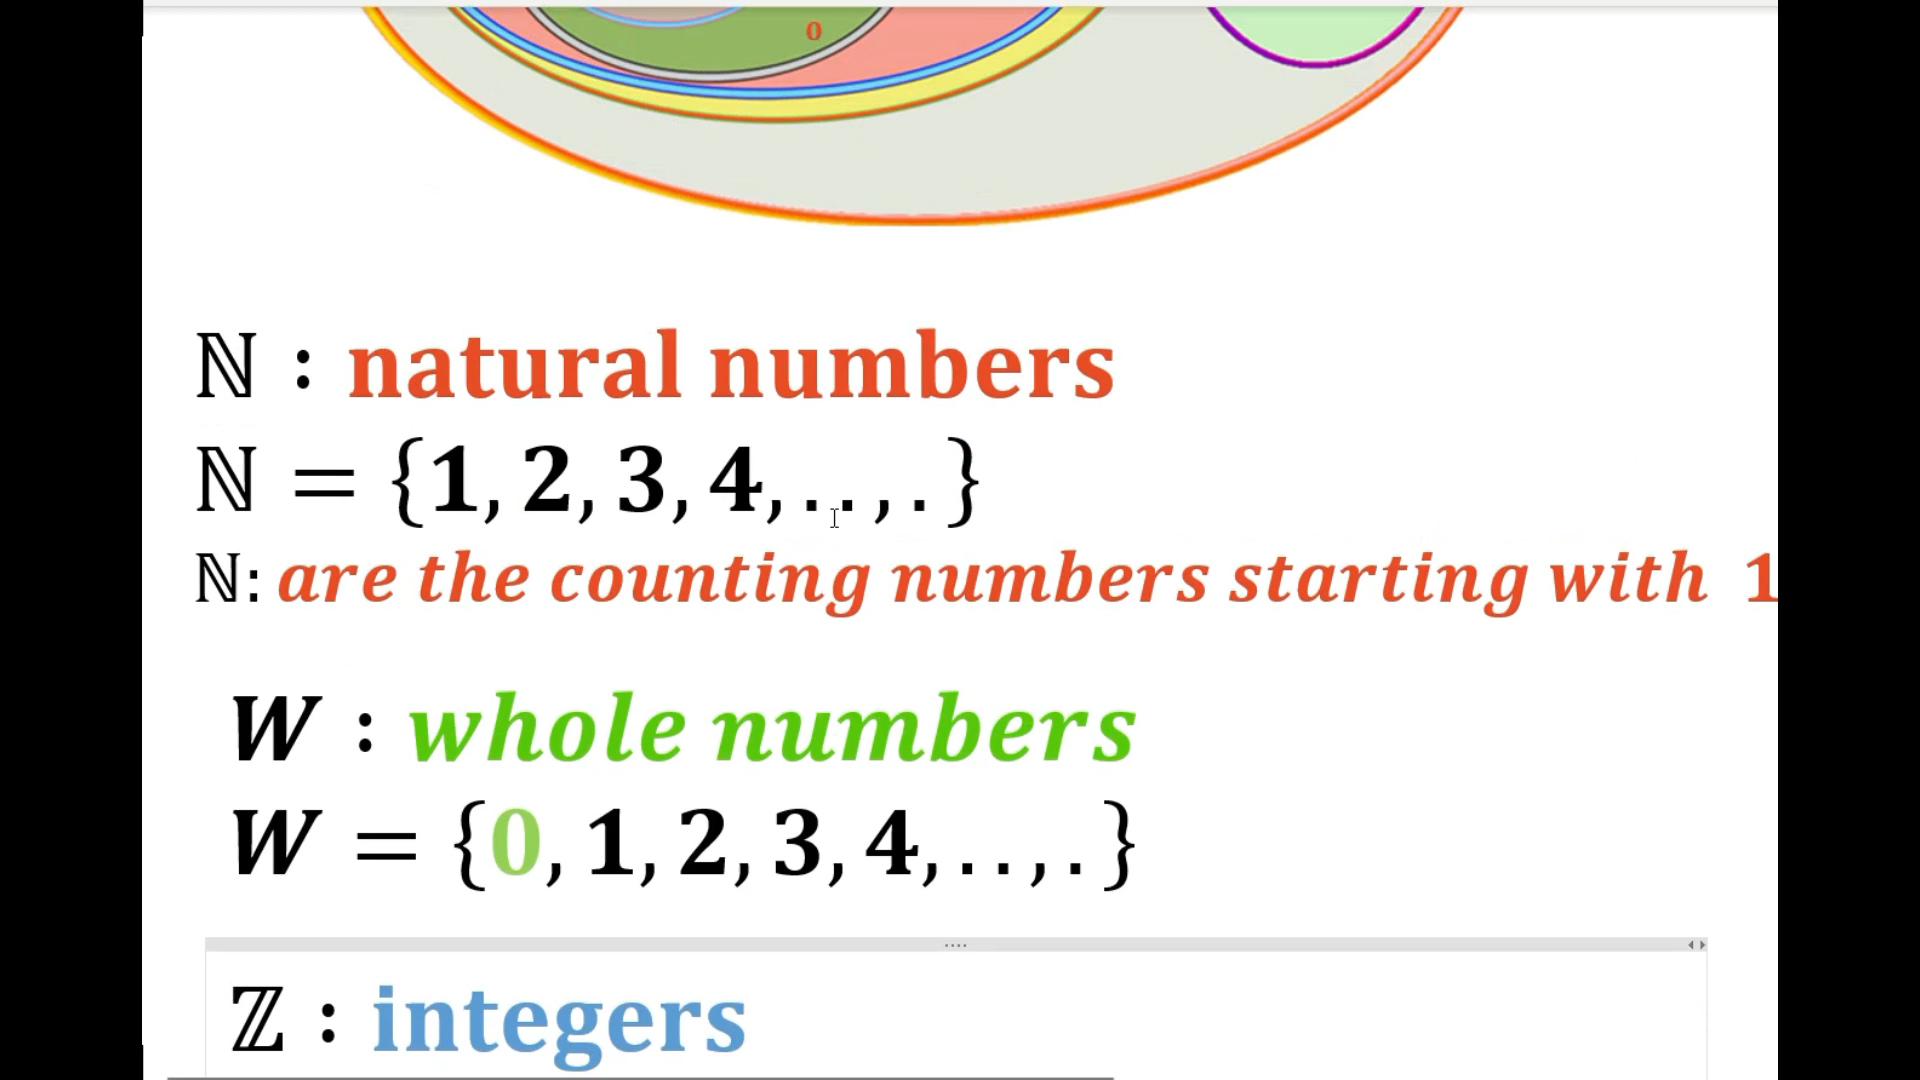 0
ℕ : natural numbers
ℕ = {1, 2, 3, 4, . . , . }
ℕ: are the counting numbers starting with 1
W : whole numbers
W = {0, 1, 2, 3, 4, . . , . }
ℤ : integers